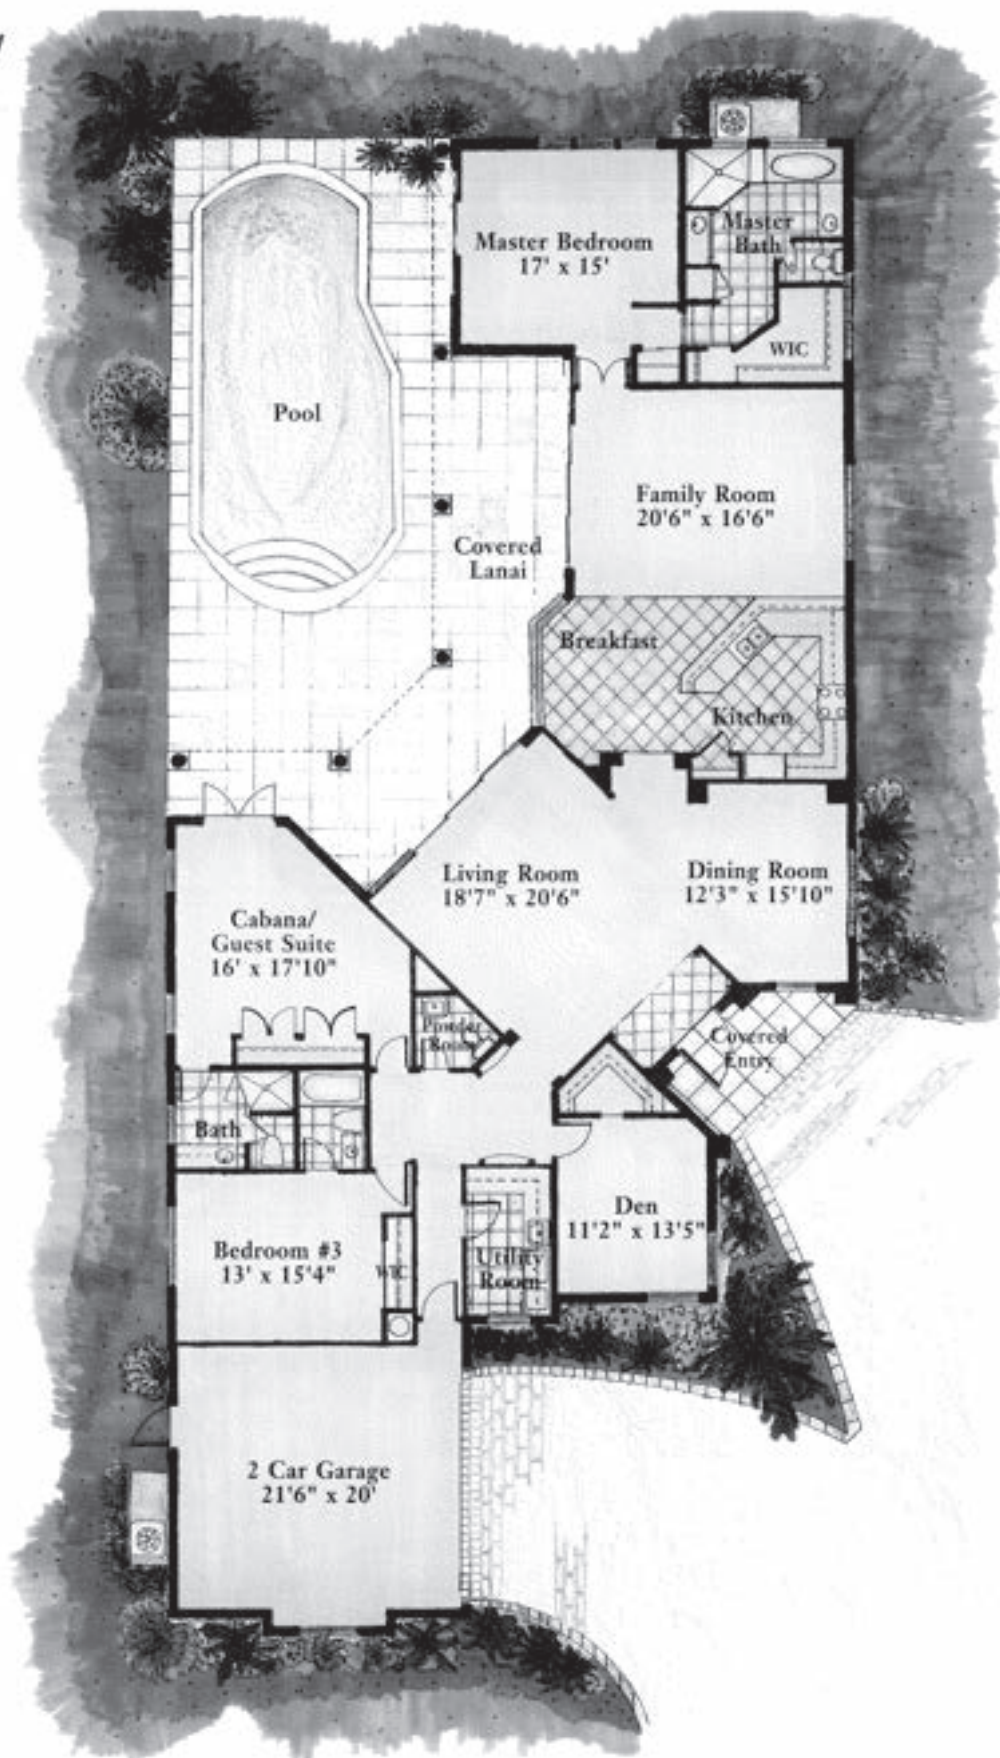 Master Bedroom
17' x 15'
Master
Bath
WIC
Pool
Family Room
20'6" x 16'6"
Covered
Lanai
Breakfast
Kitchen
Living Room
18'7" x 20'6"
Dining Room
12'3" x 15'10"
Cabana/
Guest Suite
16' x 17'10"
Powder
Room
Covered
Entry
Bath
Den
11'2" x 13'5"
Bedroom #3
13' x 15'4"
WIC
Utility
Room
2 Car Garage
21'6" x 20'